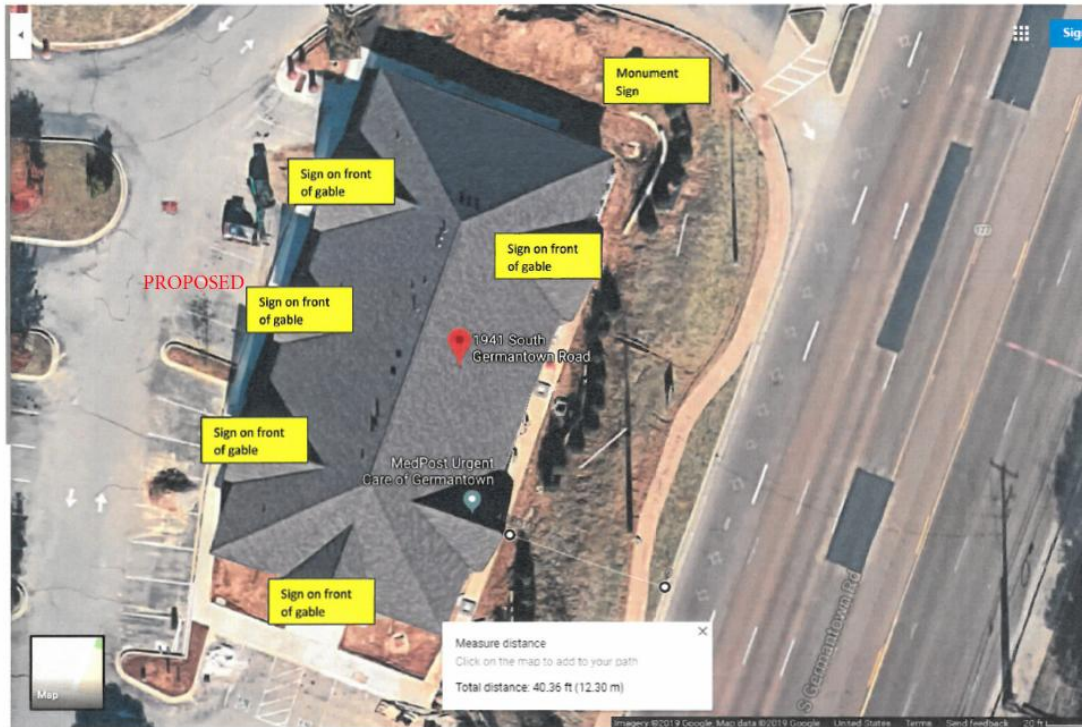 Sign
Monument
Sign
Sign on front
of gable
Sign on front
of gable
PROPOSED
Sign on front
of gable
1941 South
Germantown Road
Sign on front
of gable
MedPost Urgent
Care of Germantown
Sign on front
of gable
Measure distance
Click on the map to add to your path
Total distance: 40.36 ft (12.30 m)
Map
S Germantown Rd
Imagery ©2019 Google, Map data ©2019 Google
United States
Terms
Send feedback
20 ft